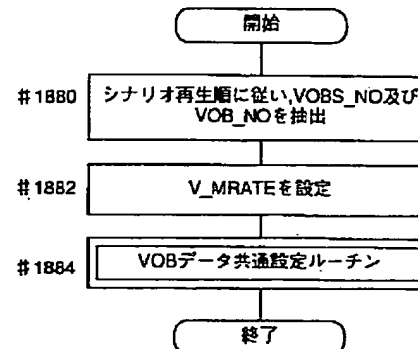 開始
#1880
シナリオ再生順に従い,VOBS_NO及び
VOB_NOを抽出
#1882
V_MRATEを設定
#1884
VOBデータ共通設定ルーチン
終了